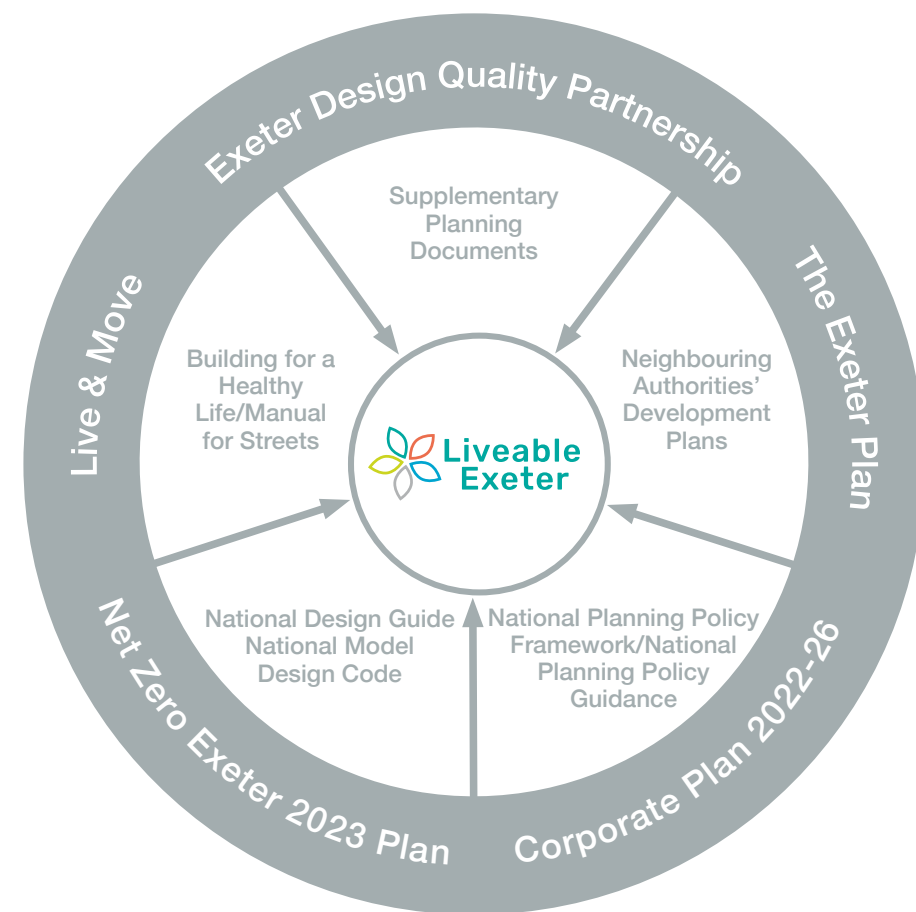 Exeter Design Quality Partnership
Supplementary
Planning
Documents
The Exeter Plan
Live & Move
Building for a
Healthy
Life/Manual
for Streets
Neighbouring
Authorities’
Development
Plans
Liveable
Exeter
National Design Guide
National Model
Design Code
National Planning Policy
Framework/National
Planning Policy
Guidance
Net Zero Exeter 2023 Plan
Corporate Plan 2022-26